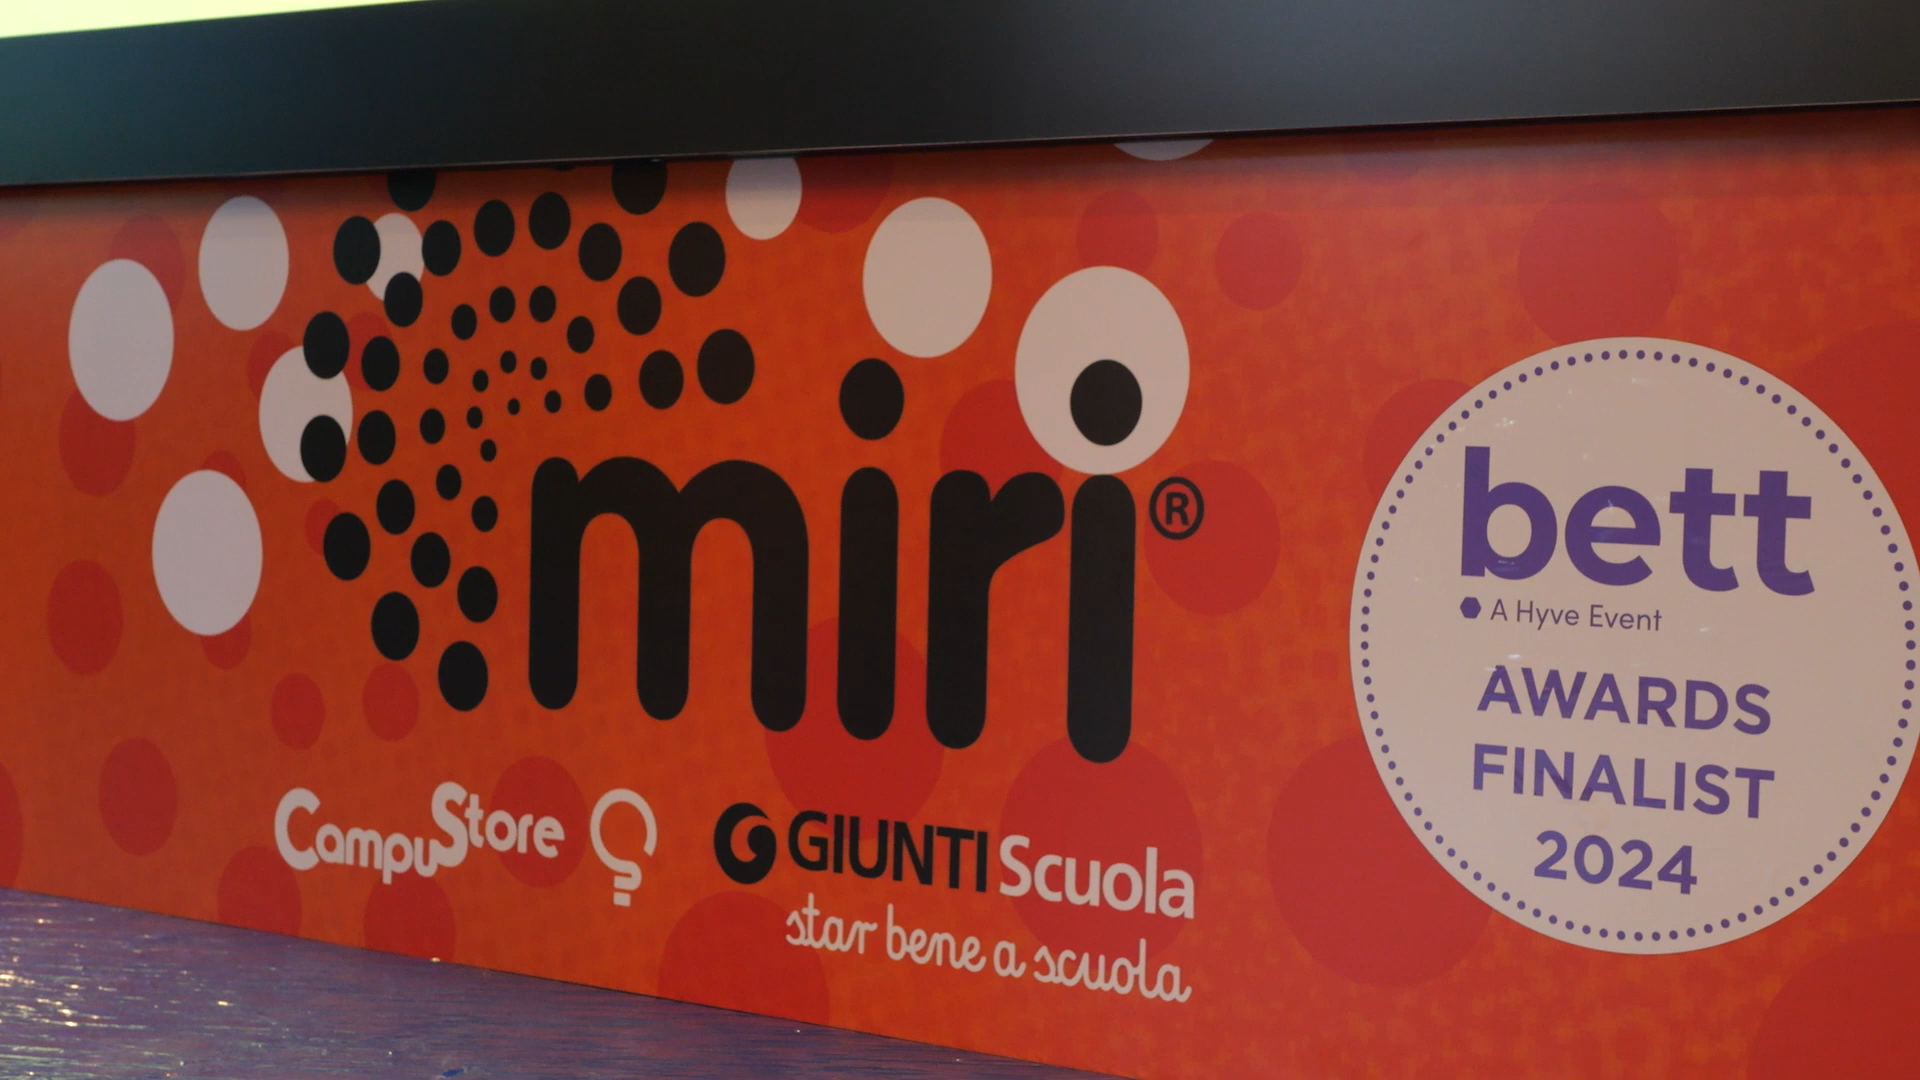 miri®
CampuStore
GIUNTI Scuola
star bene a scuola
bett
A Hyve Event
AWARDS
FINALIST
2024